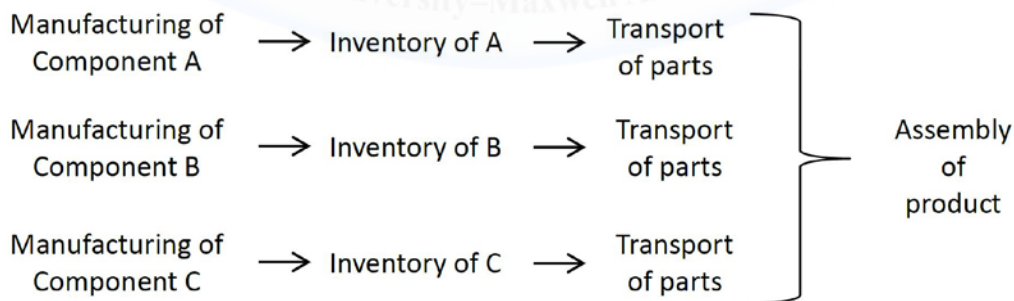 Manufacturing of
Component A
Inventory of A
Transport
of parts
Manufacturing of
Component B
Inventory of B
Transport
of parts
Manufacturing of
Component C
Inventory of C
Transport
of parts
Assembly
of
product